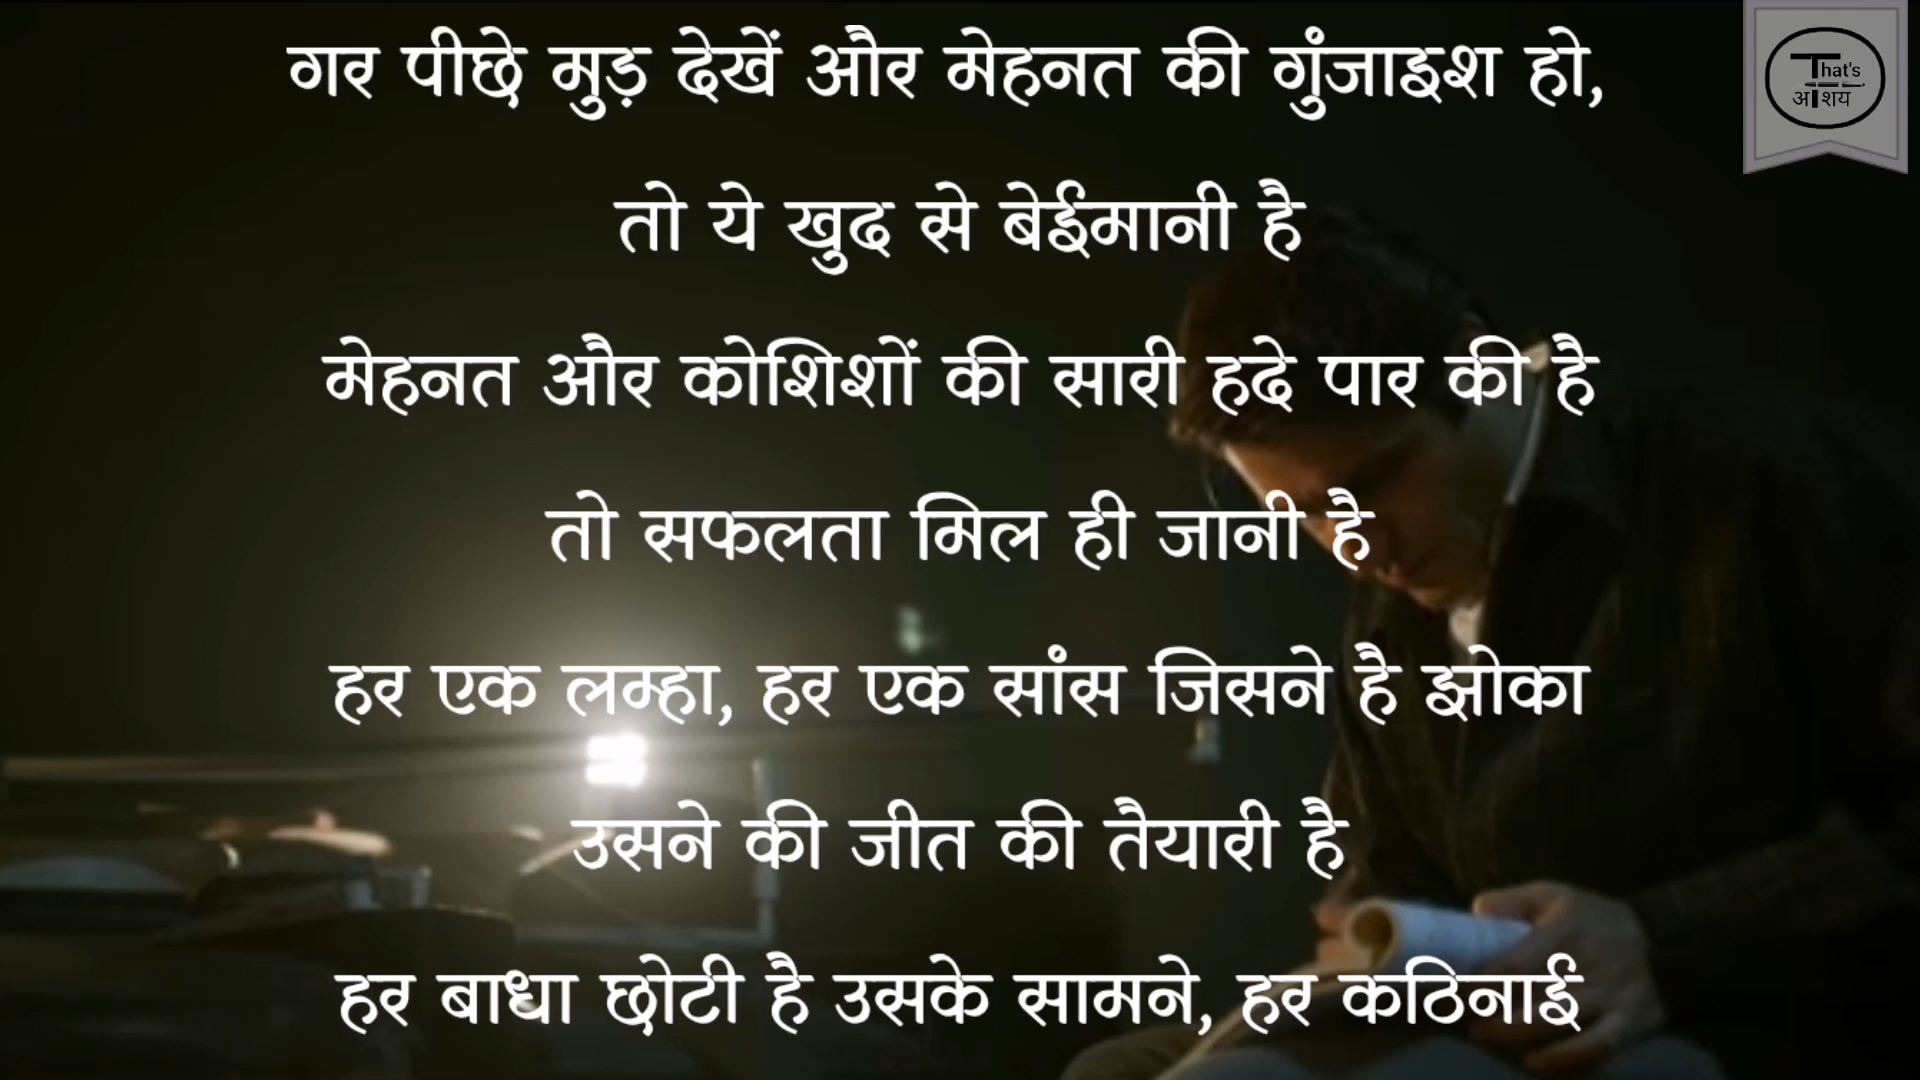 गर पीछे मुड़ देखें और मेहनत की गुंजाइश हो,
That's
आशय
तो ये खुद से बेईमानी है
मेहनत और कोशिशों की सारी हदे पार की है
तो सफलता मिल ही जानी है
हर एक लम्हा, हर एक सांस जिसने है झोका
उसने की जीत की तैयारी है
हर बाधा छोटी है उसके सामने, हर कठिनाई